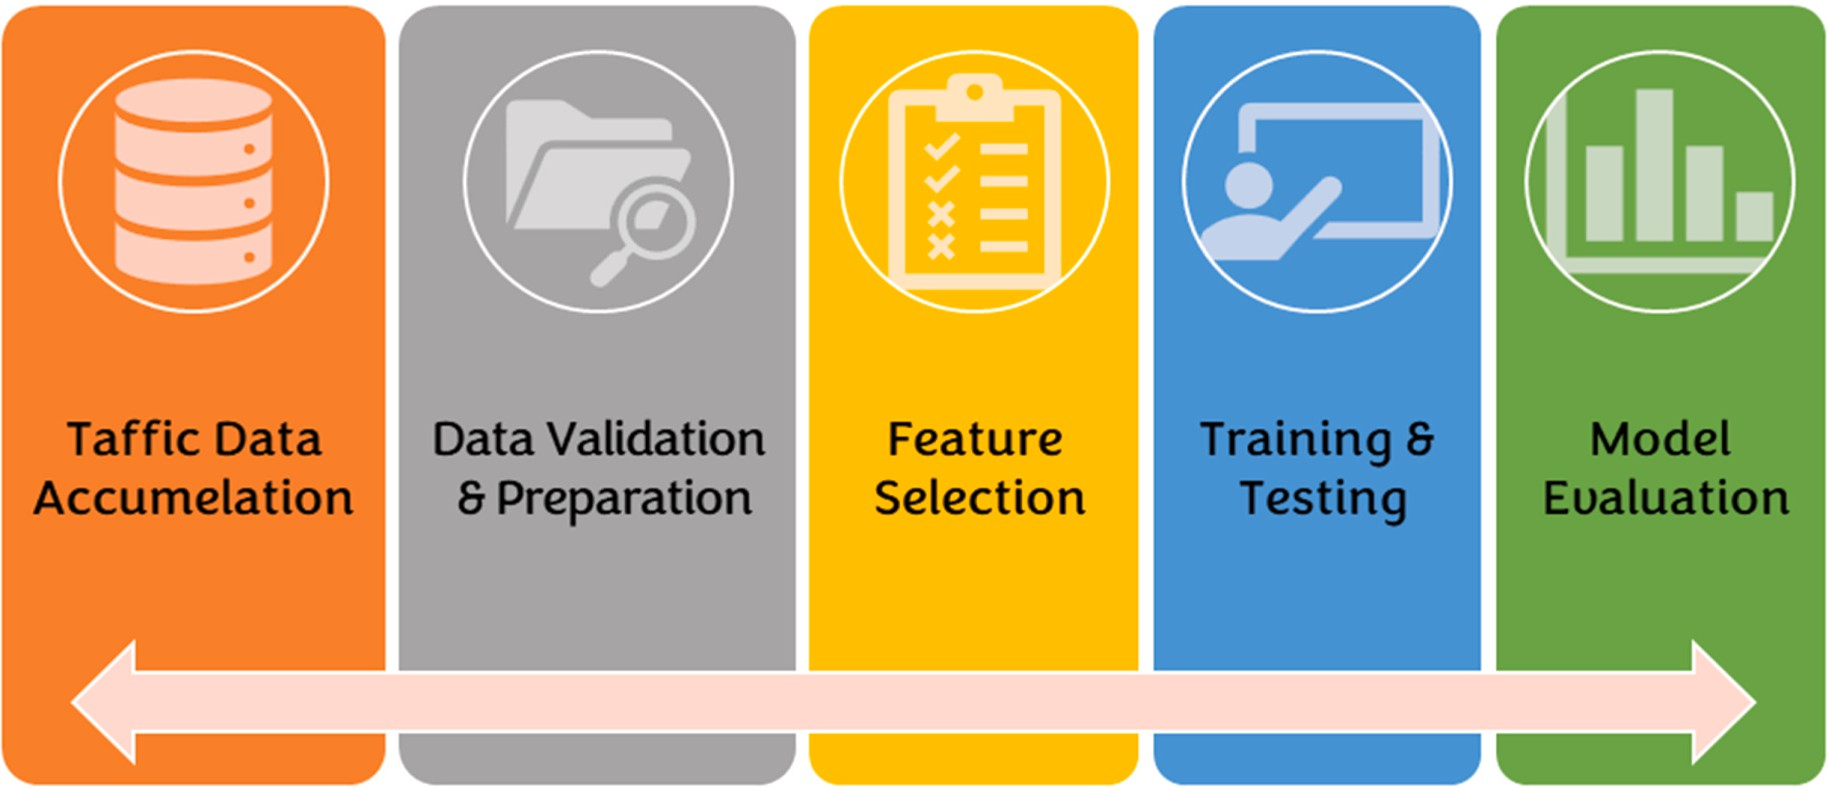 Taffic Data
Accumelation
Data Validation
& Preparation
Feature
Selection
Training &
Testing
Model
Evaluation